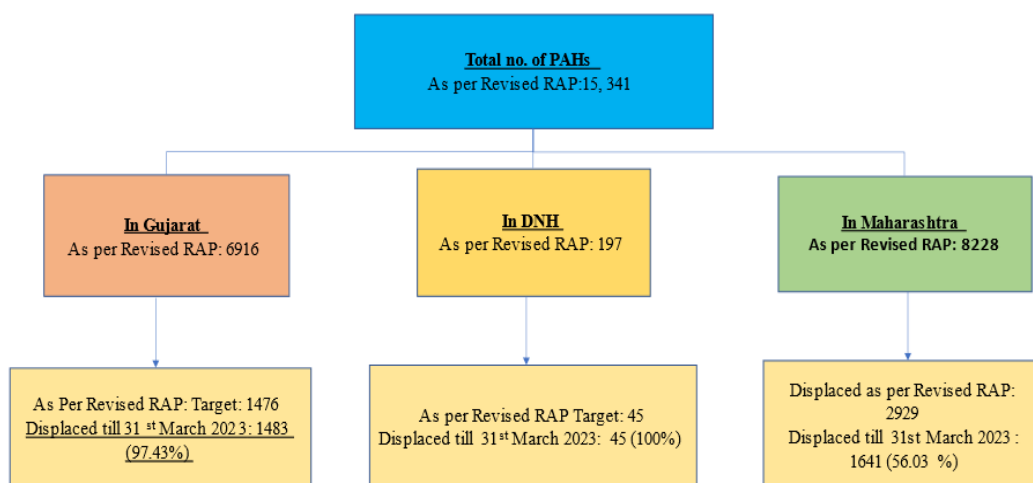 Total no. of PAHs
As per Revised RAP:15, 341
In Gujarat
As per Revised RAP: 6916
In DNH
As per Revised RAP: 197
In Maharashtra
As per Revised RAP: 8228
As Per Revised RAP: Target: 1476
Displaced till 31 st March 2023: 1483
(97.43%)
As per Revised RAP Target: 45
Displaced till 31st March 2023: 45 (100%)
Displaced as per Revised RAP:
2929
Displaced till 31st March 2023 :
1641 (56.03 %)